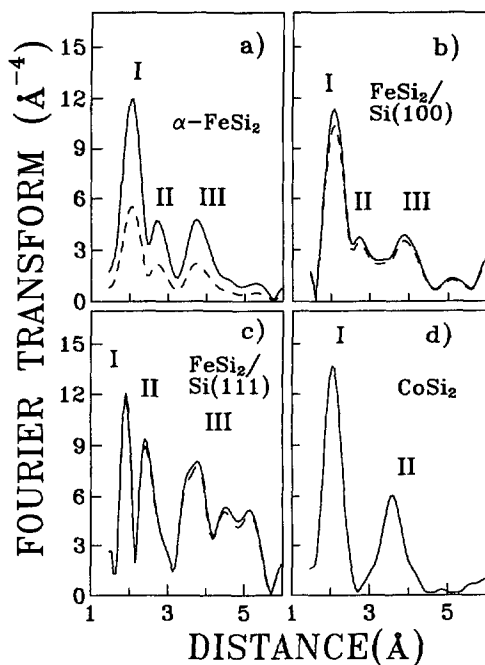 FOURIER TRANSFORM (Å⁻⁴)
15
12
9
6
3
0
a)
I
α-FeSi₂
II III
b)
I
FeSi₂/
Si(100)
II III
15
12
9
6
3
0
c)
I
FeSi₂/
Si(111)
II
III
d)
I
CoSi₂
II
1 3 5 1 3 5
DISTANCE(Å)